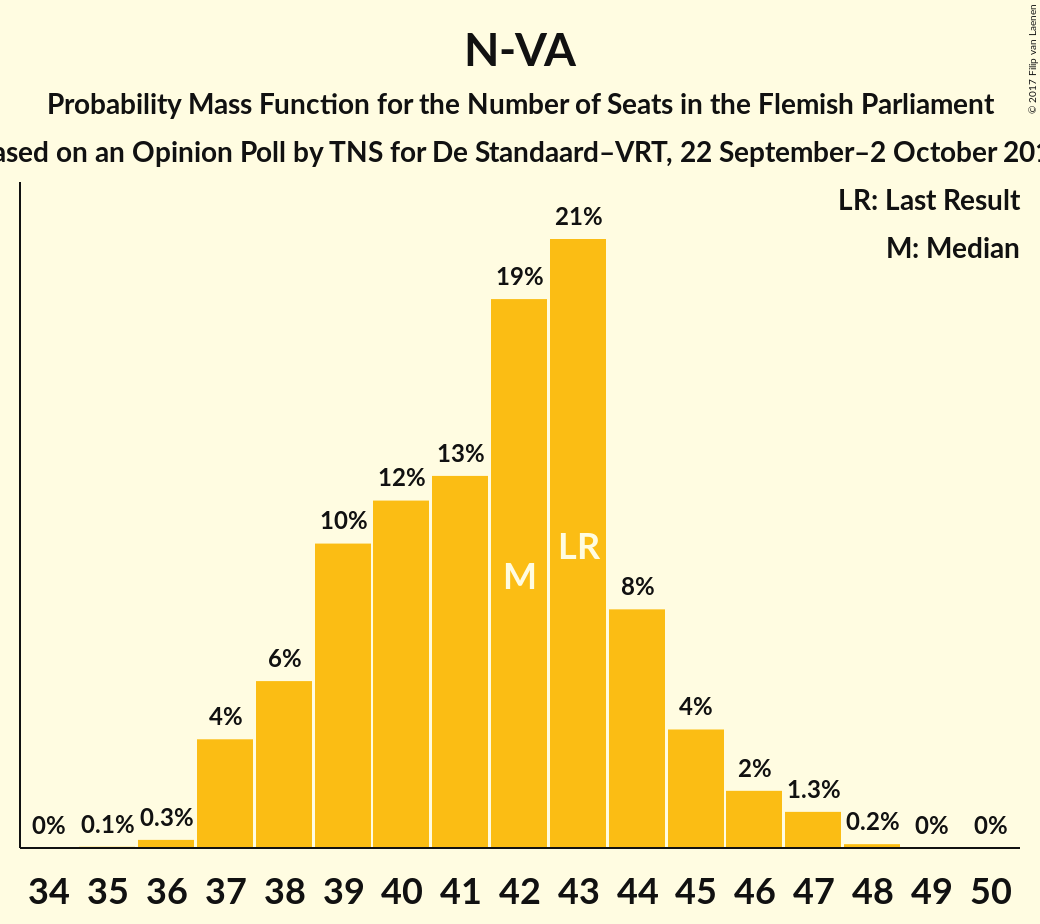 N-VA
Probability Mass Function for the Number of Seats in the Flemish Parliament
on an Opinion Poll by TNS for De Standaard–VRT, 22 September–2 October
© 2017 Filip van Laenen
LR: Last Result
M: Median
21%
19%
13%
12%
10%
LR
M
8%
6%
4%
4%
2%
1.3%
0% 0.1% 0.3% 0.2% 0% 0%
34 35 36 37 38 39 40 41 42 43 44 45 46 47 48 49 50